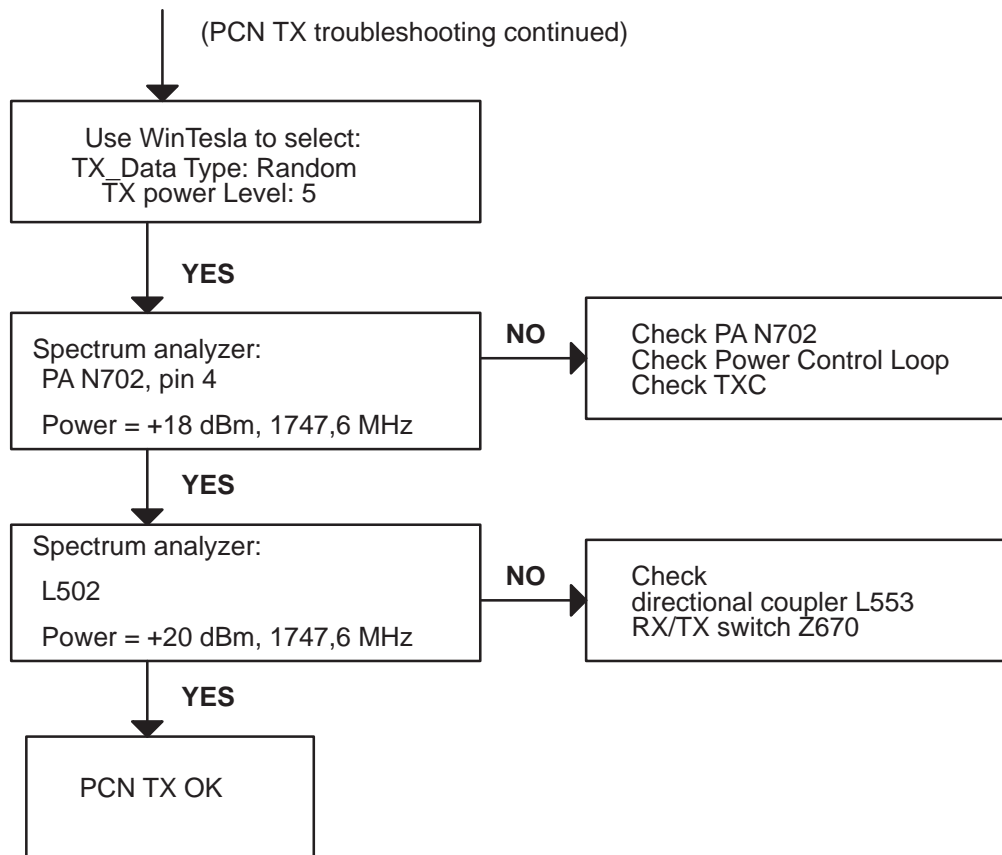 (PCN TX troubleshooting continued)
Use WinTesla to select:
TX_Data Type: Random
TX power Level: 5
YES
Spectrum analyzer:
PA N702, pin 4
Power = +18 dBm, 1747,6 MHz
NO
Check PA N702
Check Power Control Loop
Check TXC
YES
Spectrum analyzer:
L502
Power = +20 dBm, 1747,6 MHz
NO
Check
directional coupler L553
RX/TX switch Z670
YES
PCN TX OK